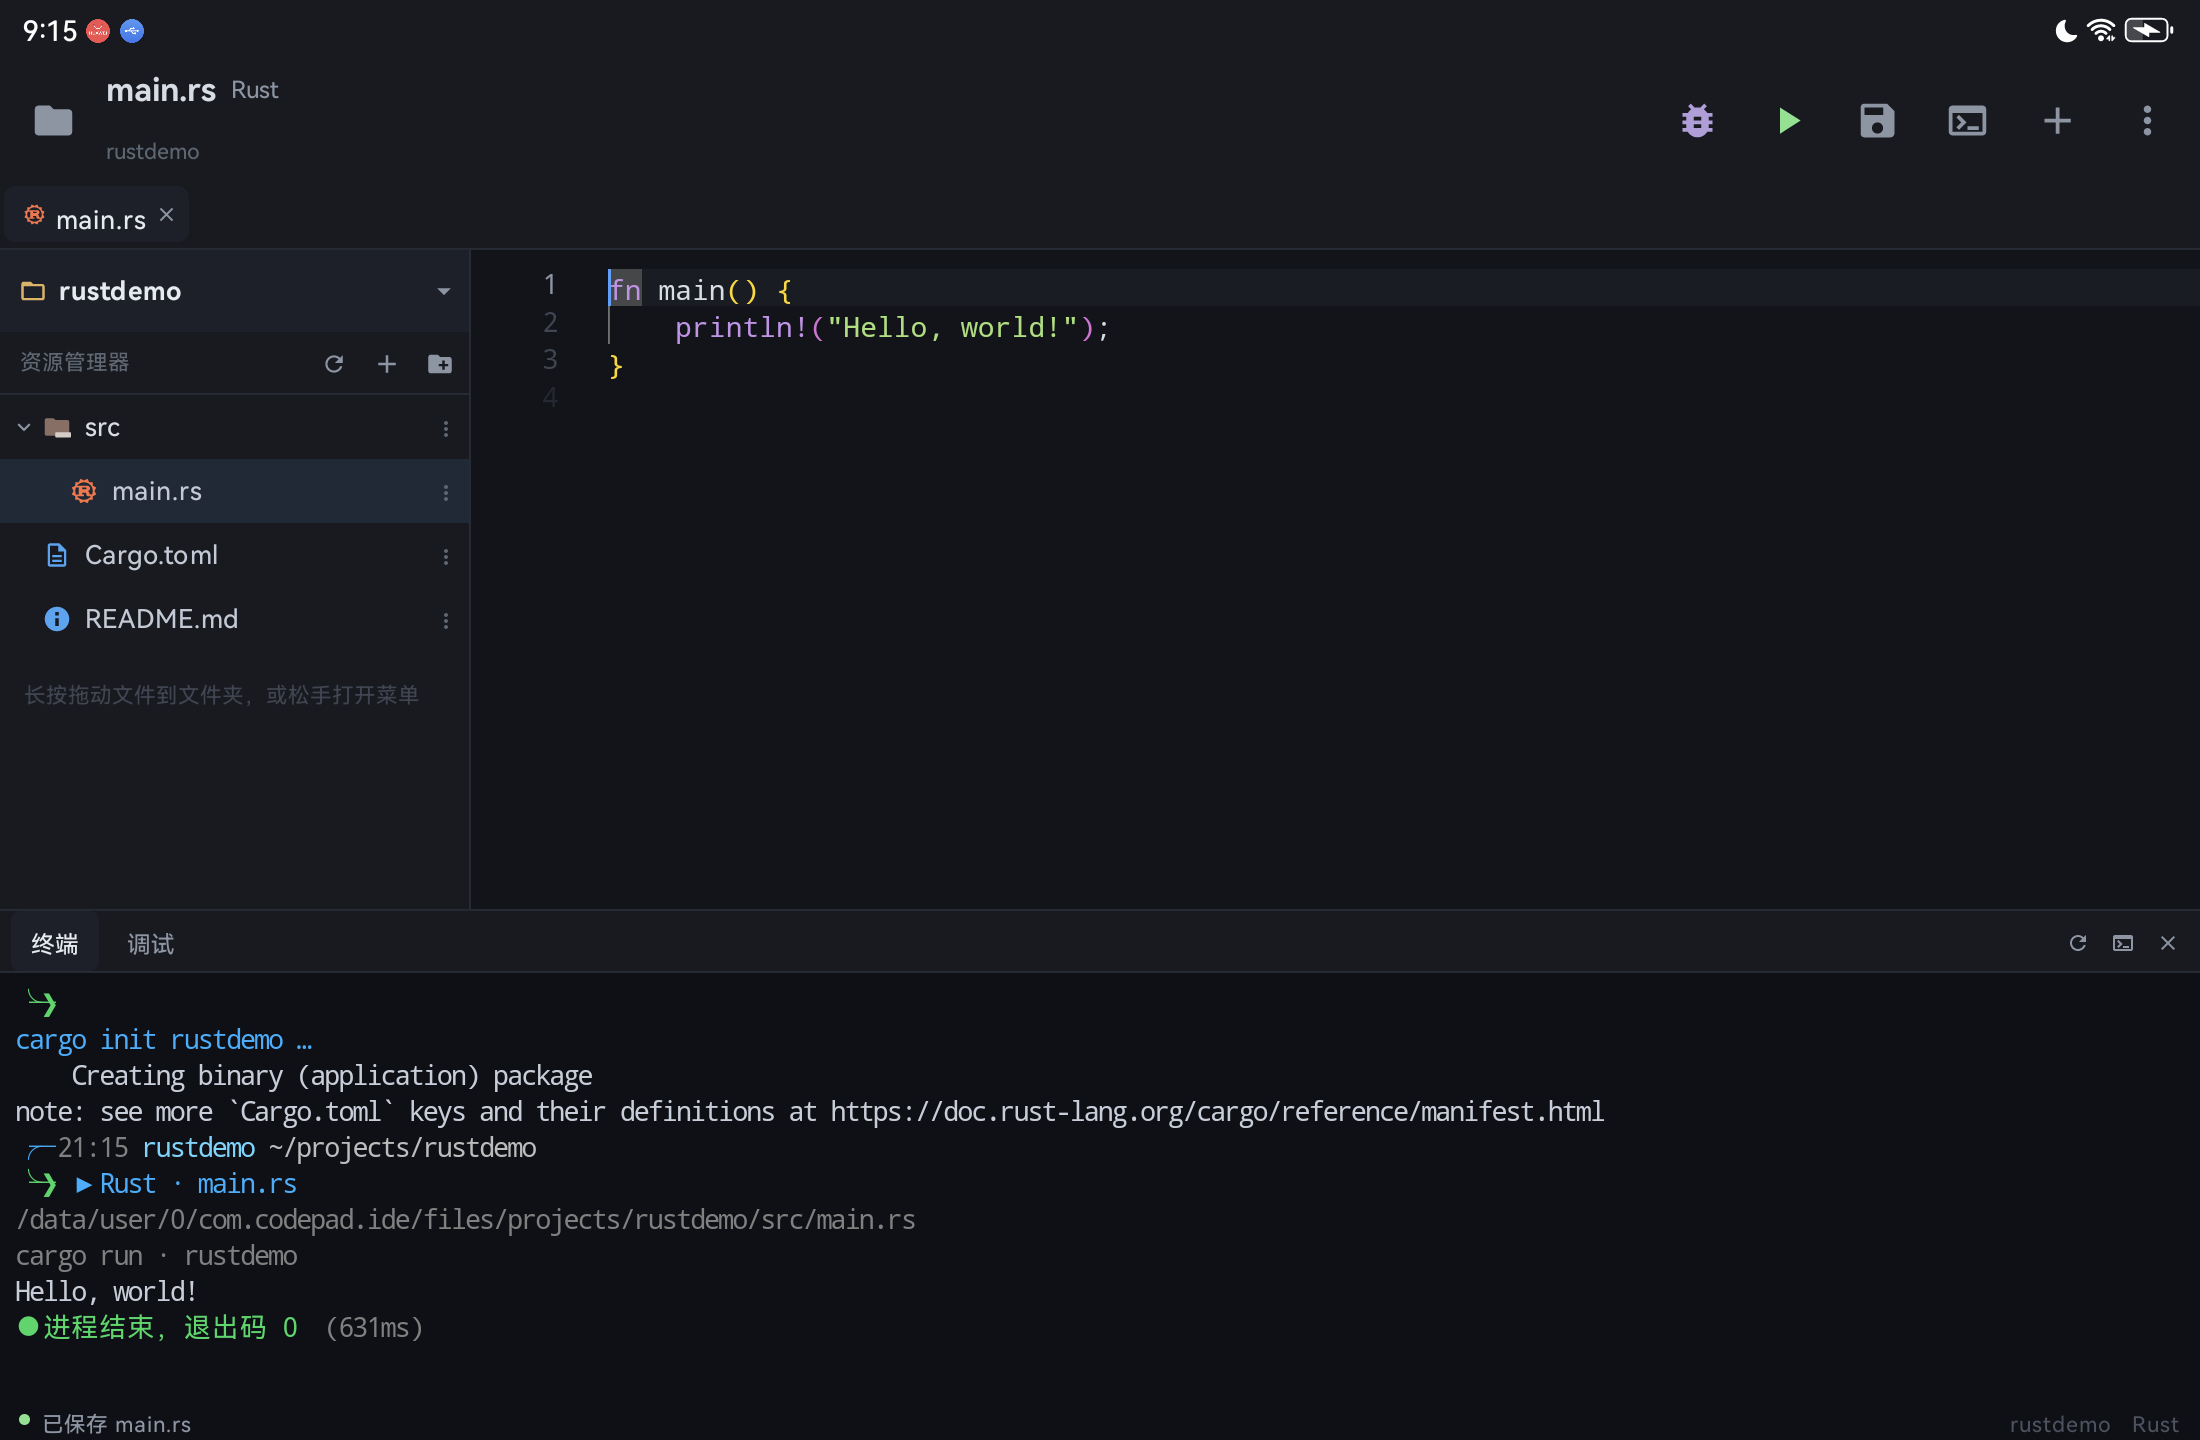 9:15
main.rs Rust
rustdemo
main.rs
rustdemo
资源管理器
src
main.rs
Cargo.toml
README.md
长按拖动文件到文件夹，或松手打开菜单
1 fn main() {
2     println!("Hello, world!");
3 }
4
终端 调试
cargo init rustdemo …
    Creating binary (application) package
note: see more `Cargo.toml` keys and their definitions at https://doc.rust-lang.org/cargo/reference/manifest.html
21:15 rustdemo ~/projects/rustdemo
❯ ▶ Rust · main.rs
/data/user/0/com.codepad.ide/files/projects/rustdemo/src/main.rs
cargo run · rustdemo
Hello, world!
●进程结束，退出码 0 (631ms)
已保存 main.rs
rustdemo Rust